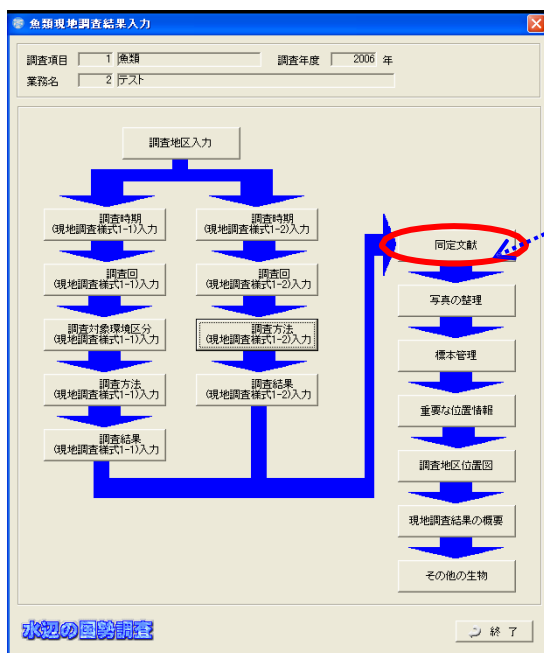 魚類現地調査結果入力
調査項目 1 魚類 調査年度 2006 年
業務名 2 テスト
調査地区入力
調査時期
(現地調査様式1-1)入力
調査回
(現地調査様式1-1)入力
調査対象環境区分
(現地調査様式1-1)入力
調査方法
(現地調査様式1-1)入力
調査結果
(現地調査様式1-1)入力
調査時期
(現地調査様式1-2)入力
調査回
(現地調査様式1-2)入力
調査方法
(現地調査様式1-2)入力
調査結果
(現地調査様式1-2)入力
同定文献
写真の整理
標本管理
重要な位置情報
調査地区位置図
現地調査結果の概要
その他の生物
水辺の国勢調査
終了